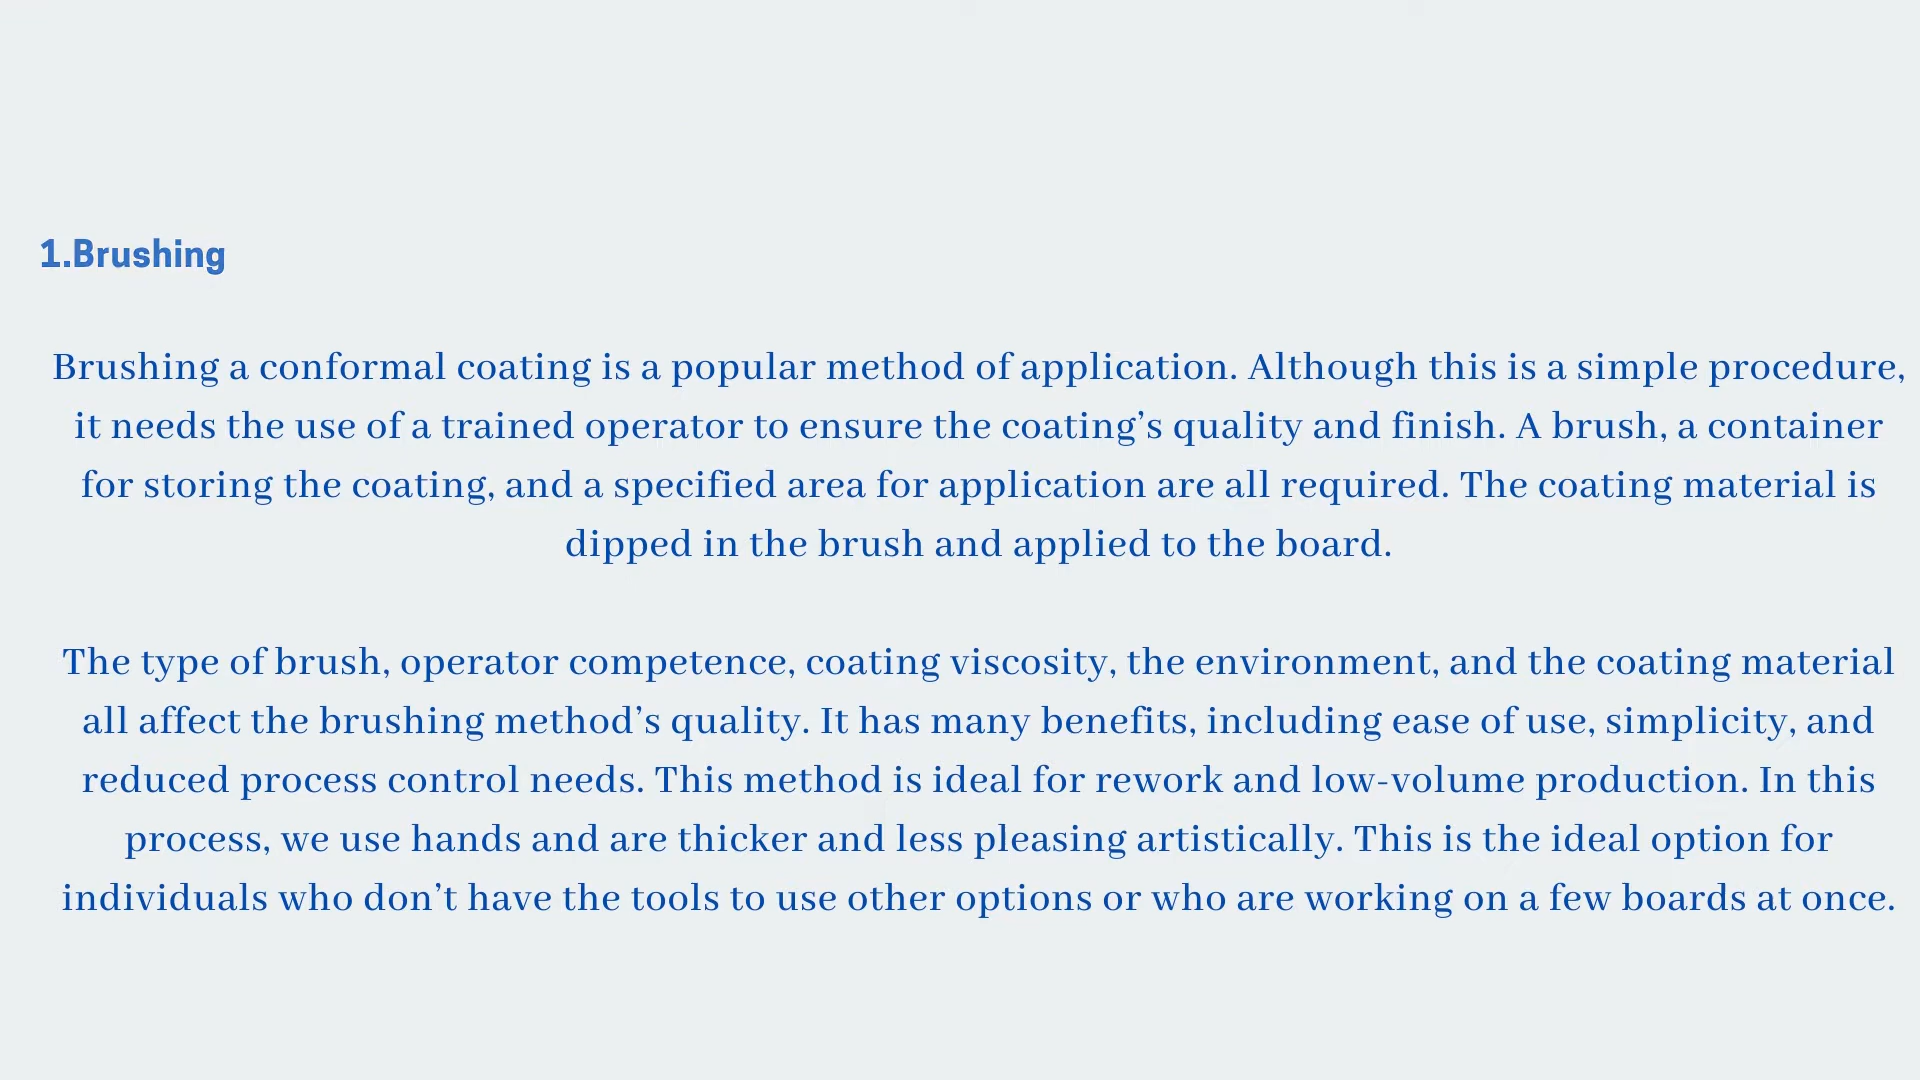 1.Brushing
Brushing a conformal coating is a popular method of application. Although this is a simple procedure,
it needs the use of a trained operator to ensure the coating’s quality and finish. A brush, a container
for storing the coating, and a specified area for application are all required. The coating material is
dipped in the brush and applied to the board.
The type of brush, operator competence, coating viscosity, the environment, and the coating material
all affect the brushing method’s quality. It has many benefits, including ease of use, simplicity, and
reduced process control needs. This method is ideal for rework and low-volume production. In this
process, we use hands and are thicker and less pleasing artistically. This is the ideal option for
individuals who don’t have the tools to use other options or who are working on a few boards at once.